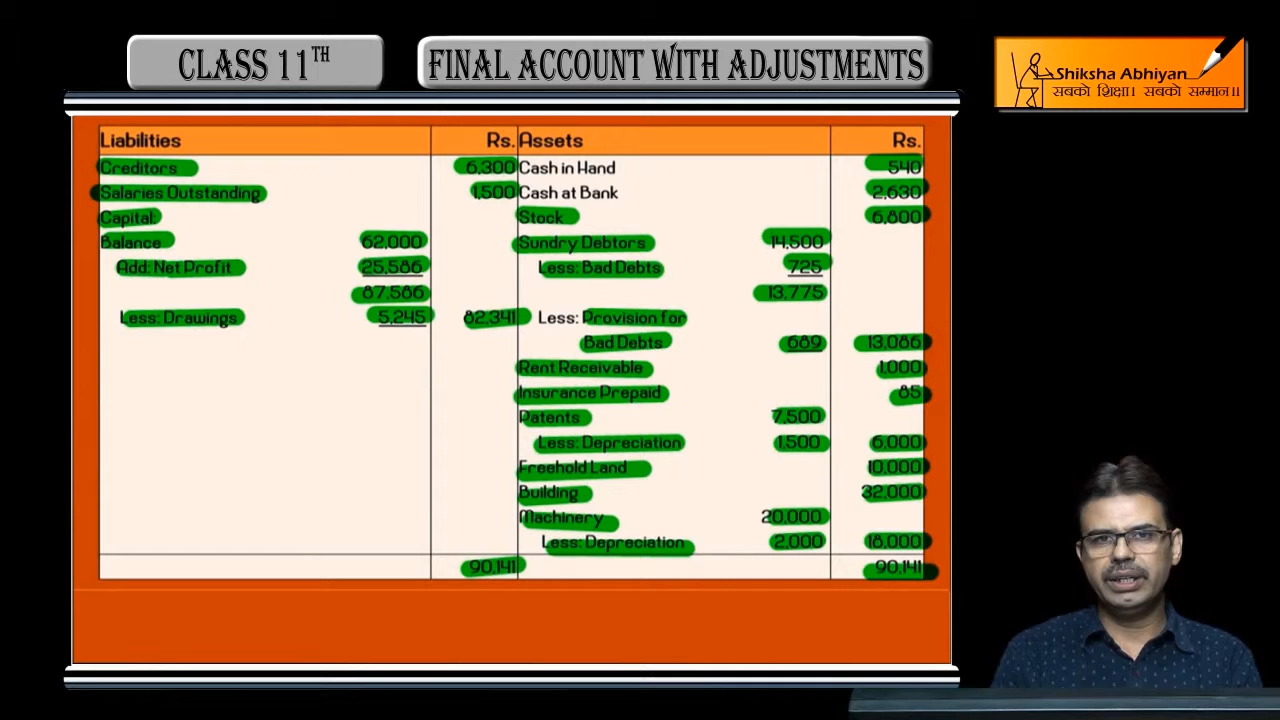 CLASS 11TH
FINAL ACCOUNT WITH ADJUSTMENTS
Shiksha Abhiyan
सबको शिक्षा। सबको सम्मान॥
Liabilities Rs. Assets Rs.
Creditors 6,300 Cash in Hand 540
Salaries Outstanding 1,500 Cash at Bank 2,630
Capital: Stock 6,800
Balance 62,000 Sundry Debtors 14,500
Add: Net Profit 25,586 Less: Bad Debts 725
87,586 13,775
Less: Drawings 5,245 82,341 Less: Provision for
Bad Debts 689 13,086
Rent Receivable 1,000
Insurance Prepaid 85
Patents 7,500
Less: Depreciation 1,500 6,000
Freehold Land 10,000
Building 32,000
Machinery 20,000
Less: Depreciation 2,000 18,000
90,141 90,141